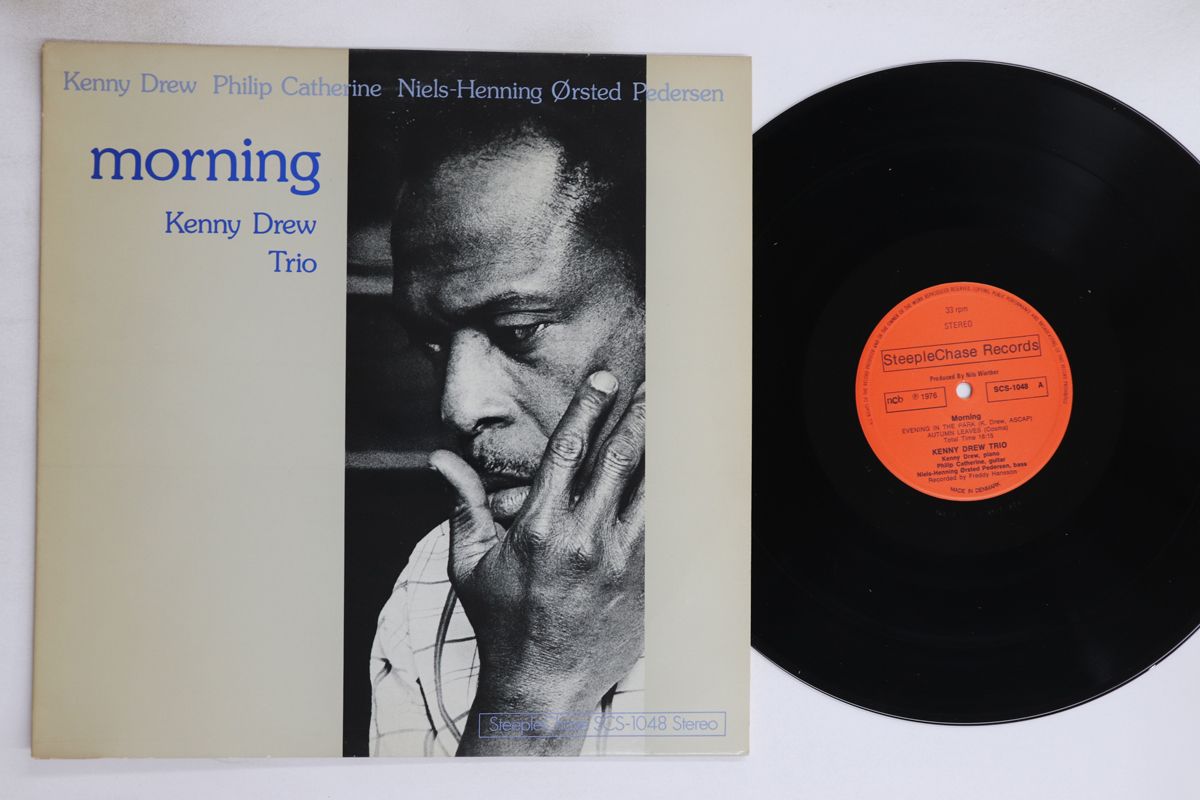 Kenny Drew Philip Catherine Niels-Henning Ørsted Pedersen
morning
Kenny Drew
Trio
SteepleChase SCS-1048 Stereo
33 rpm
STEREO
SteepleChase Records
Produced By Nils Winther
ncb ℗ 1976 SCS-1048 A
Morning
EVENING IN THE PARK (K. Drew, ASCAP)
AUTUMN LEAVES (Cosma)
Total Time 18:15
KENNY DREW TRIO
Kenny Drew, piano
Philip Catherine, guitar
Niels-Henning Ørsted Pedersen, bass
Recorded by Freddy Hansson
MADE IN DENMARK